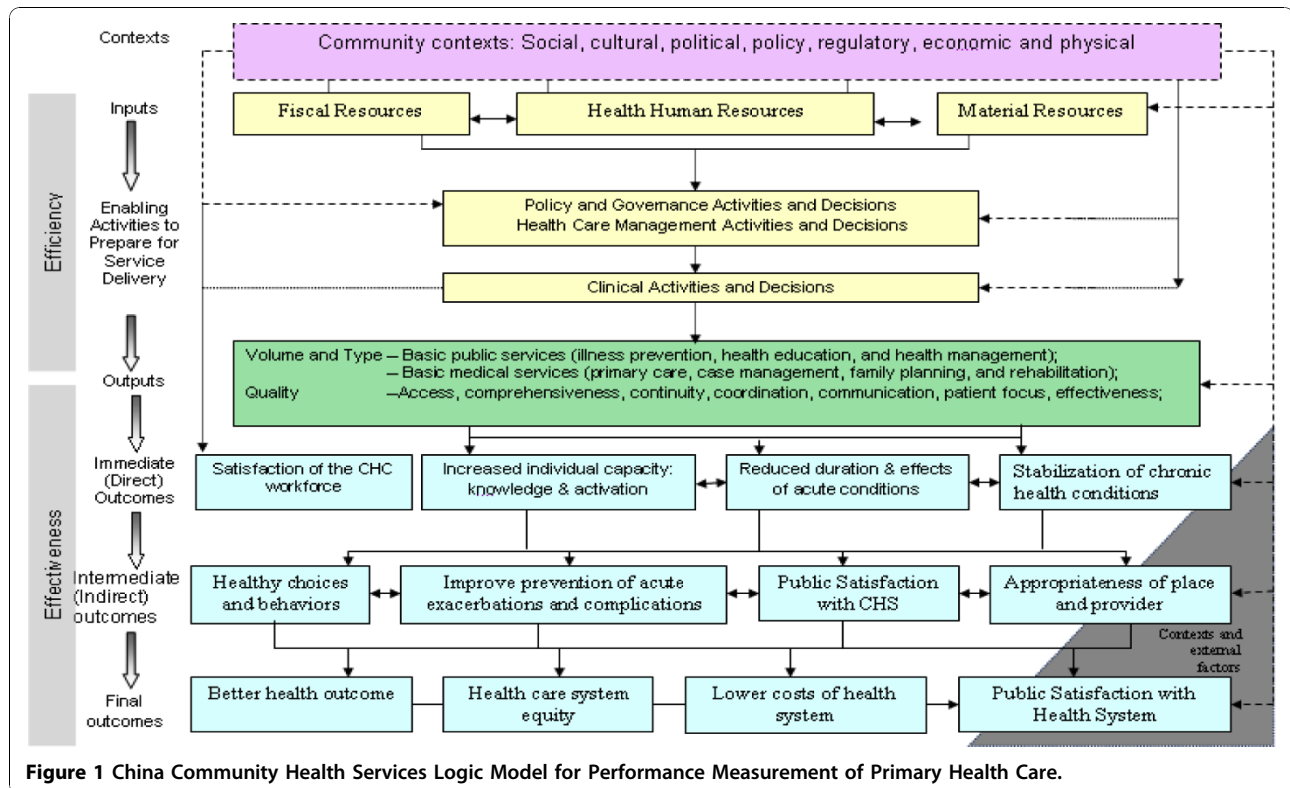 Contexts
Community contexts: Social, cultural, political, policy, regulatory, economic and physical
Efficiency
Inputs
Fiscal Resources
Health Human Resources
Material Resources
Enabling
Activities to
Prepare for
Service
Delivery
Policy and Governance Activities and Decisions
Health Care Management Activities and Decisions
Clinical Activities and Decisions
Outputs
Volume and Type – Basic public services (illness prevention, health education, and health management);
– Basic medical services (primary care, case management, family planning, and rehabilitation);
Quality –Access, comprehensiveness, continuity, coordination, communication, patient focus, effectiveness;
Effectiveness
Immediate
(Direct)
Outcomes
Satisfaction of the CHC
workforce
Increased individual capacity:
knowledge & activation
Reduced duration & effects
of acute conditions
Stabilization of chronic
health conditions
Intermediate
(Indirect)
outcomes
Healthy choices
and behaviors
Improve prevention of acute
exacerbations and complications
Public Satisfaction
with CHS
Appropriateness of place
and provider
Contexts and
external
factors
Final
outcomes
Better health outcome
Health care system
equity
Lower costs of health
system
Public Satisfaction with
Health System
Figure 1 China Community Health Services Logic Model for Performance Measurement of Primary Health Care.